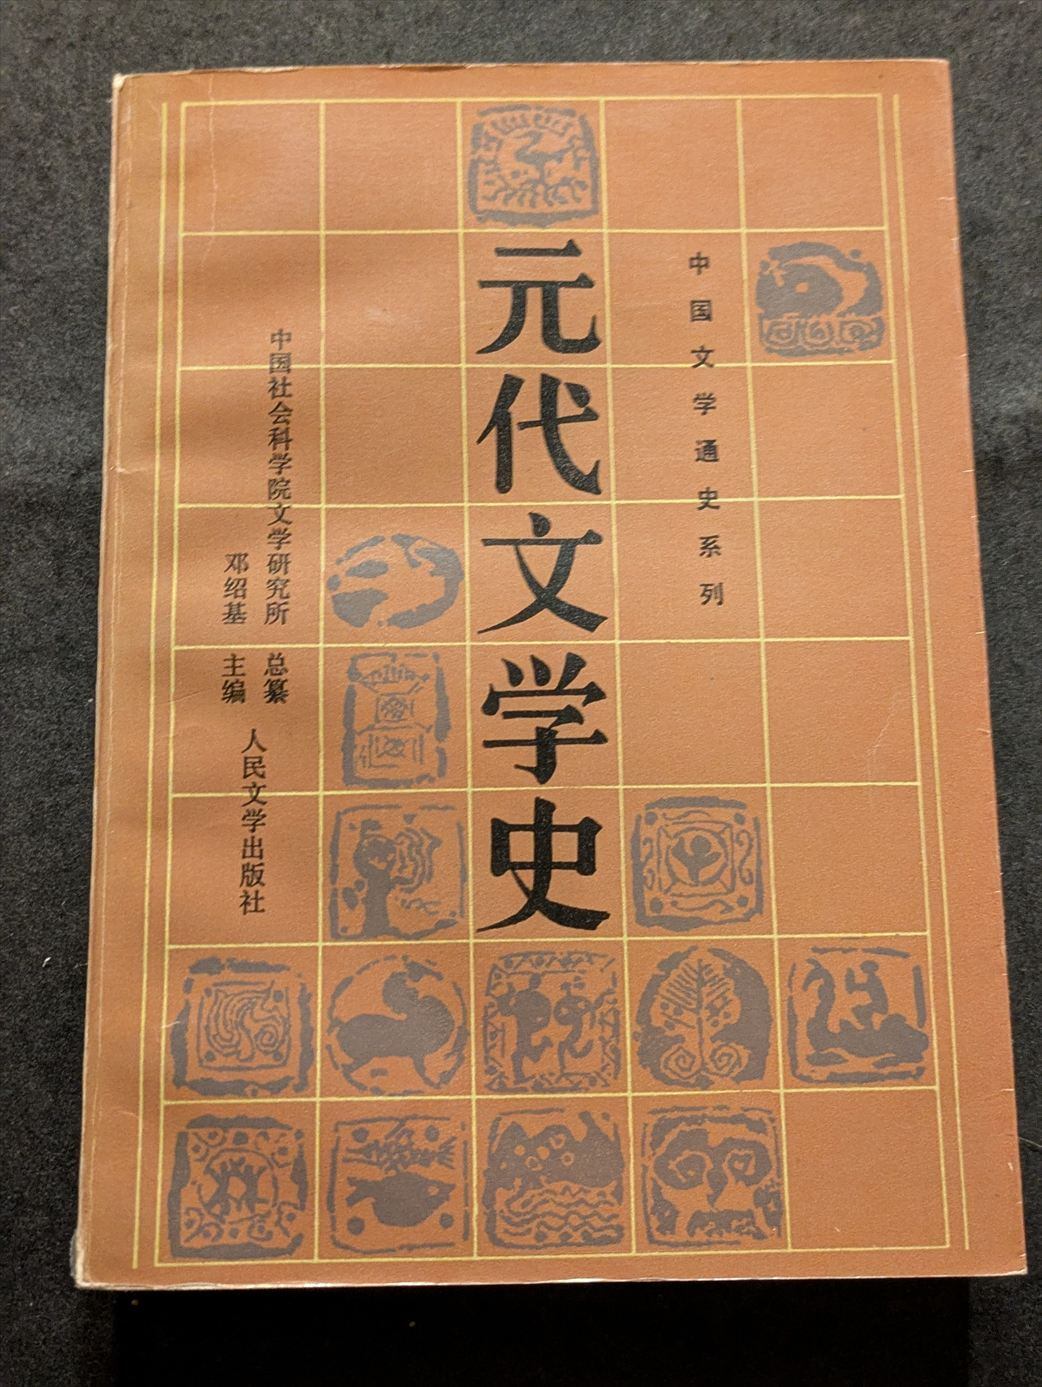 中国文学通史系列
元代文学史
中国社会科学院文学研究所 总纂
邓绍基 主编
人民文学出版社